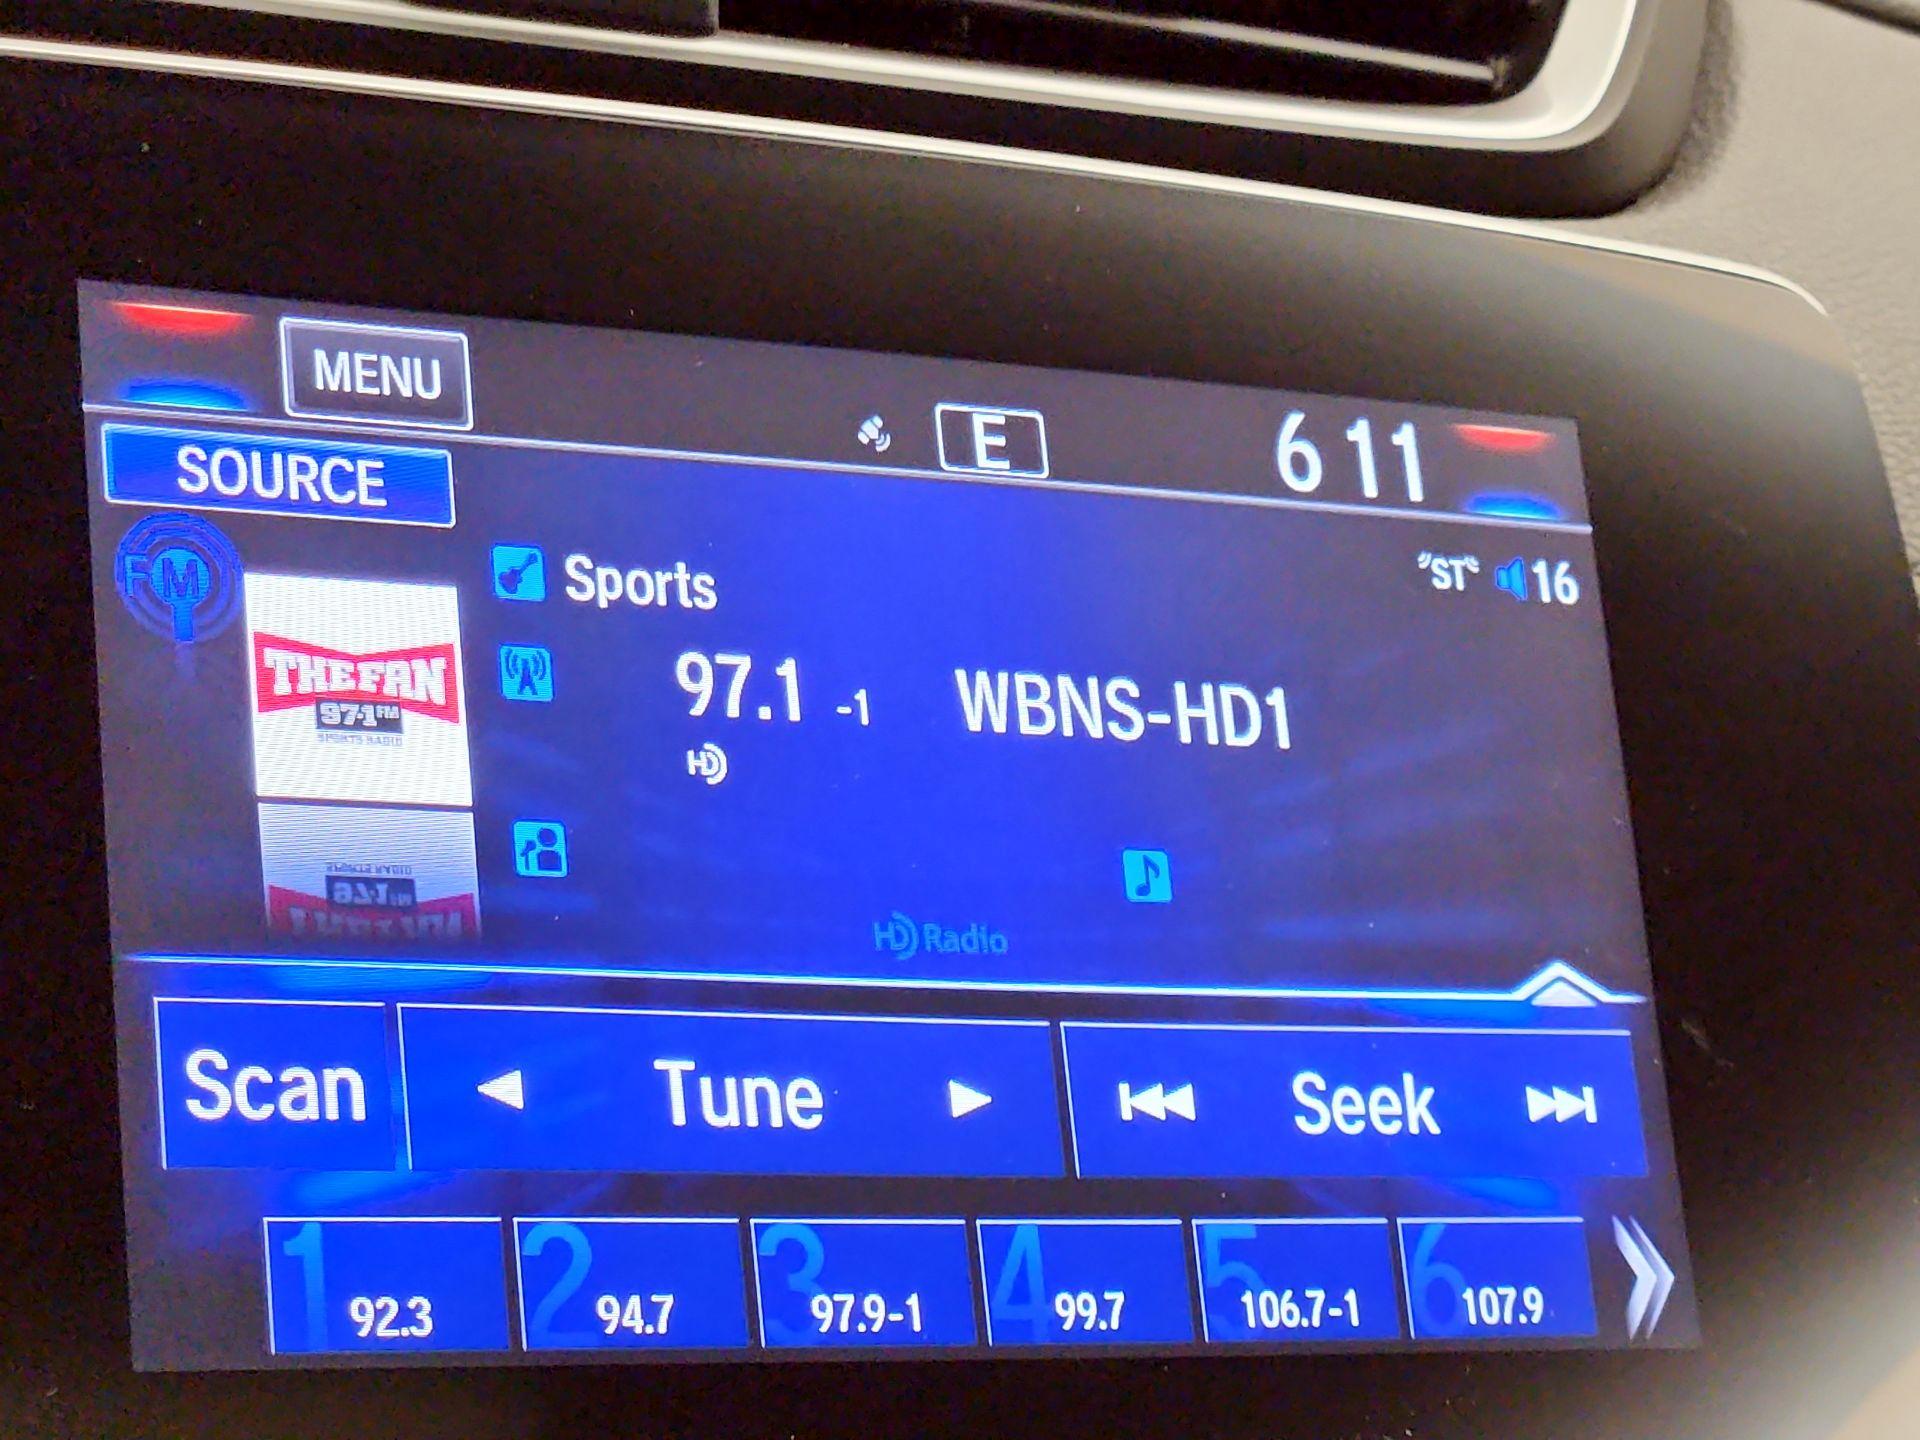 MENU
E
6 11
SOURCE
FM
Sports
"ST"
16
THE FAN
97.1 FM
SPORTS RADIO
97.1 -1 WBNS-HD1
HD
HD Radio
Scan
Tune
Seek
1 92.3
2 94.7
3 97.9-1
4 99.7
5 106.7-1
6 107.9